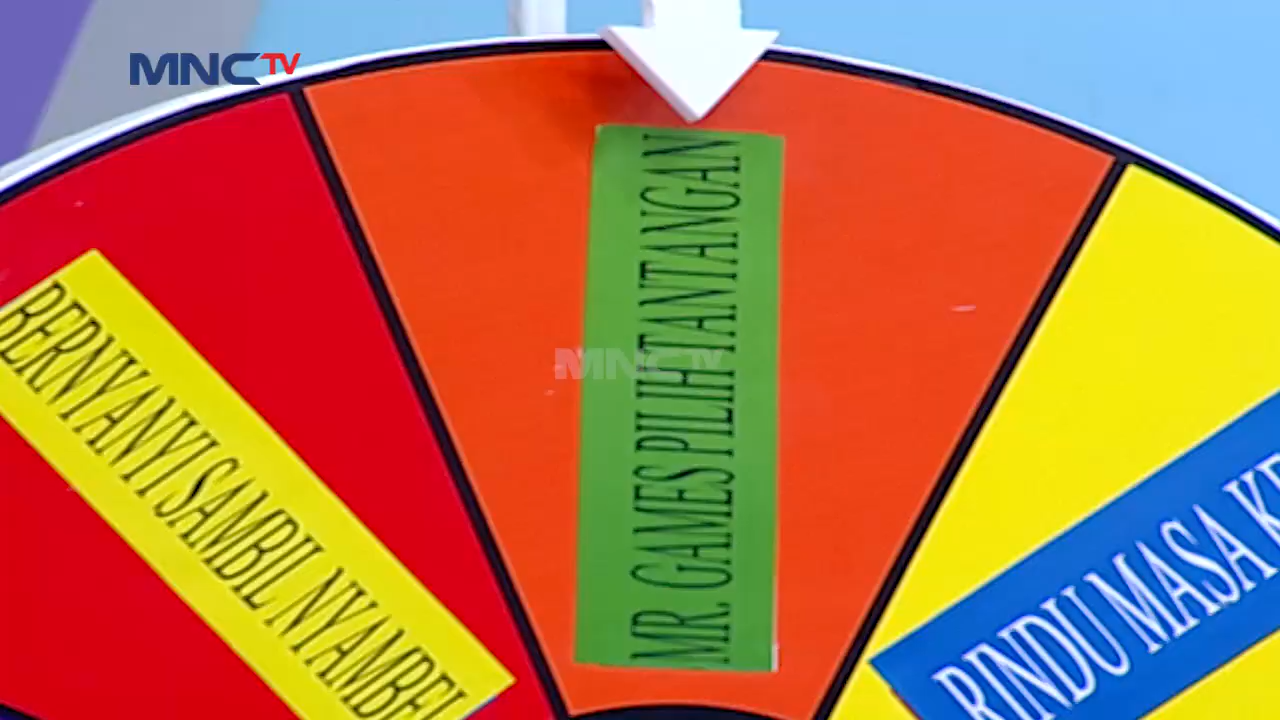 MNCTV
BERNYANYI SAMBIL NYAMBEL
MR. GAMES PILIH TANTANGAN
MNCTV
RINDU MASA